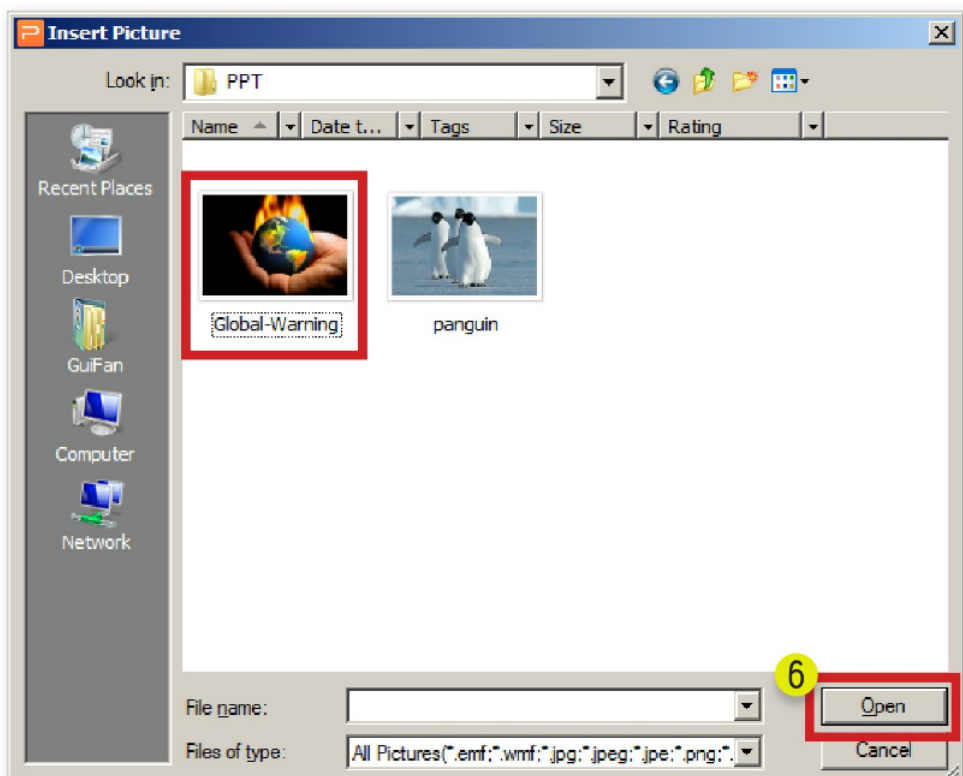 Insert Picture
Look in: PPT
Name Date t... Tags Size Rating
Recent Places
Desktop
GuiFan
Computer
Network
Global-Warning panguin
6
File name: Open
Files of type: All Pictures(*.emf;*.wmf;*.jpg;*.jpeg;*.jpe;*.png;*. Cancel